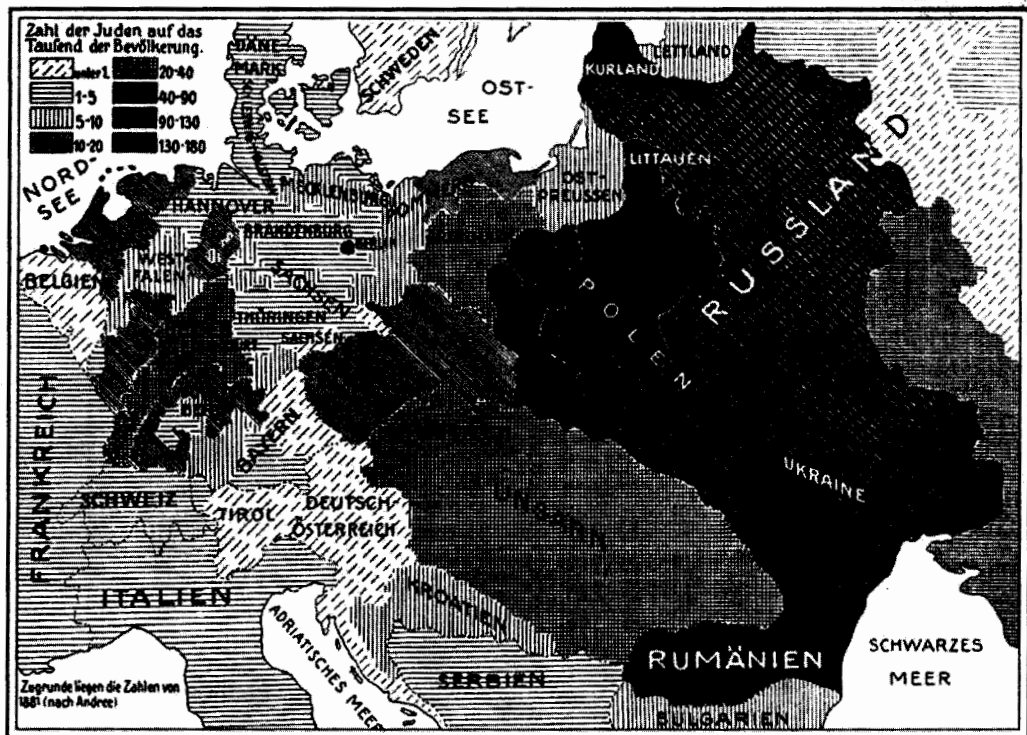 Zahl der Juden auf das
Tausend der Bevölkerung.
unter 1.
1-5
5-10
10-20
20-40
40-90
90-130
130-180
NORD-
SEE
DÄNE
MARK
SCHWEDEN
OST-
SEE
KURLAND
LETTLAND
LITTAUEN
OST-
PREUSSEN
RUSSLAND
MECKLENBURG
HANNOVER
BRANDENBURG
BERLIN
WEST-
FALEN
BELGIEN
SACHSEN
THÜRINGEN
SACHSEN
POLEN
FRANKREICH
BAYERN
SCHWEIZ
TIROL
DEUTSCH-
ÖSTERREICH
UNGARN
UKRAINE
ITALIEN
KROATIEN
ADRIATISCHES MEER
SERBIEN
RUMÄNIEN
BULGARIEN
SCHWARZES
MEER
Zugrunde liegen die Zahlen von
1881 (nach Andree)